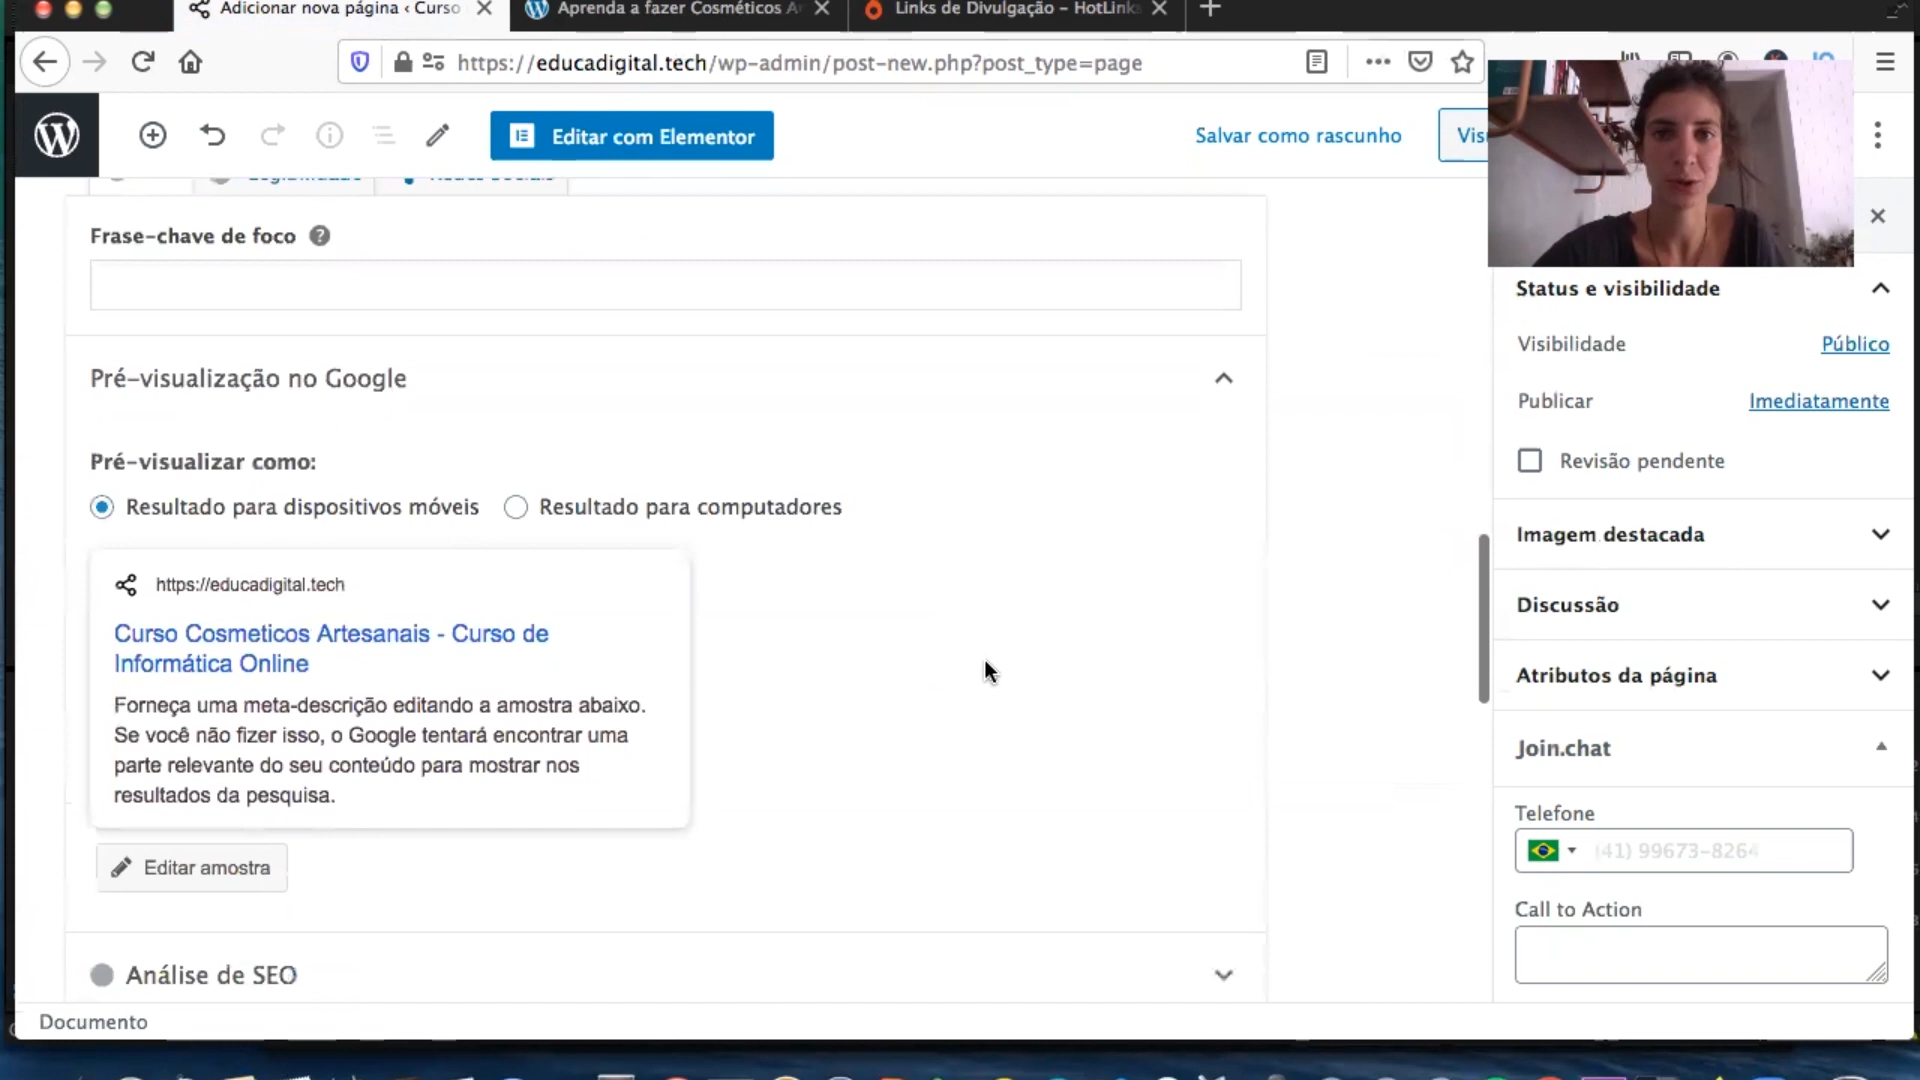 Adicionar nova página ‹ Curso
Aprenda a fazer Cosméticos Ar
Links de Divulgação – HotLinks
https://educadigital.tech/wp-admin/post-new.php?post_type=page
Editar com Elementor
Salvar como rascunho
Legibilidade
Redes Sociais
Frase-chave de foco
Pré-visualização no Google
Pré-visualizar como:
Resultado para dispositivos móveis
Resultado para computadores
https://educadigital.tech
Curso Cosmeticos Artesanais - Curso de
Informática Online
Forneça uma meta-descrição editando a amostra abaixo.
Se você não fizer isso, o Google tentará encontrar uma
parte relevante do seu conteúdo para mostrar nos
resultados da pesquisa.
Editar amostra
Análise de SEO
Documento
Status e visibilidade
Visibilidade
Público
Publicar
Imediatamente
Revisão pendente
Imagem destacada
Discussão
Atributos da página
Join.chat
Telefone
(41) 99673-8264
Call to Action